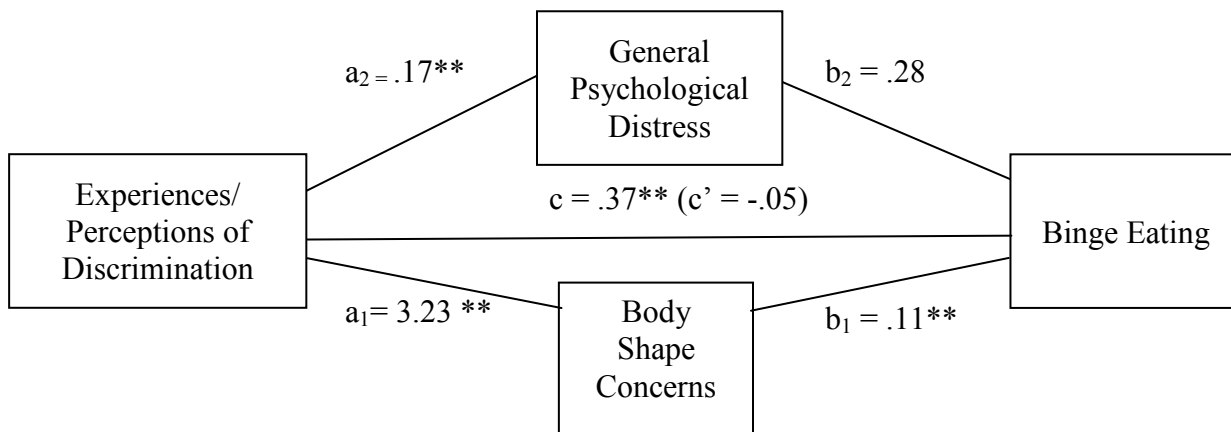 General
Psychological
Distress
a₂ = .17**
b₂ = .28
Experiences/
Perceptions of
Discrimination
c = .37** (c’ = -.05)
Binge Eating
a₁= 3.23 **
Body
Shape
Concerns
b₁ = .11**